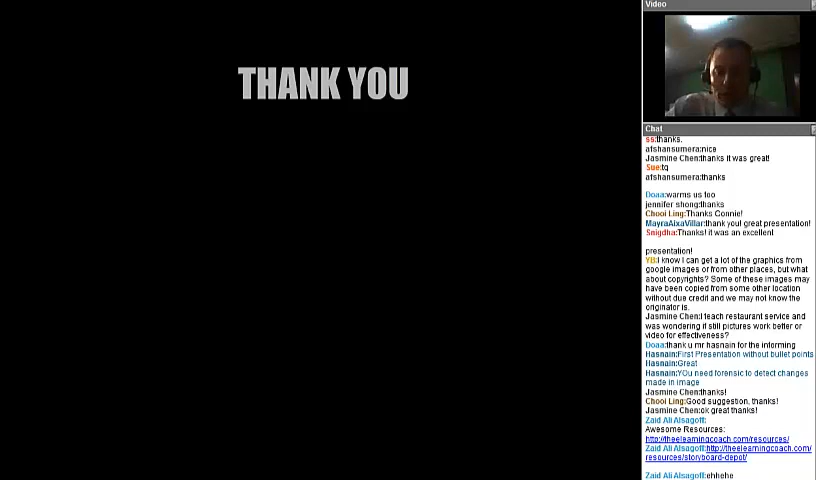 THANK YOU
Video
Chat
ss:thanks.
afshansumera:nice
Jasmine Chen:thanks it was great!
Sue:tq
afshansumera:thanks
Doaa:warms us too
jennifer shong:thanks
Chooi Ling:Thanks Connie!
MayraAixaVillar:thank you! great presentation!
Snigdha:Thanks! it was an excellent
presentation!
YB:I know I can get a lot of the graphics from
google images or from other places, but what
about copyrights? Some of these images may
have been copied from some other location
without due credit and we may not know the
originator is.
Jasmine Chen:I teach restaurant service and
was wondering if still pictures work better or
video for effectiveness?
Doaa:thank u mr hasnain for the informing
Hasnain:First Presentation without bullet points
Hasnain:Great
Hasnain:YOu need forensic to detect changes
made in image
Jasmine Chen:thanks!
Chooi Ling:Good suggestion, thanks!
Jasmine Chen:ok great thanks!
Zaid Ali Alsagoff:
Awesome Resources:
http://theelearningcoach.com/resources/
Zaid Ali Alsagoff:http://theelearningcoach.com/
resources/storyboard-depot/
Zaid Ali Alsagoff:ehhehe